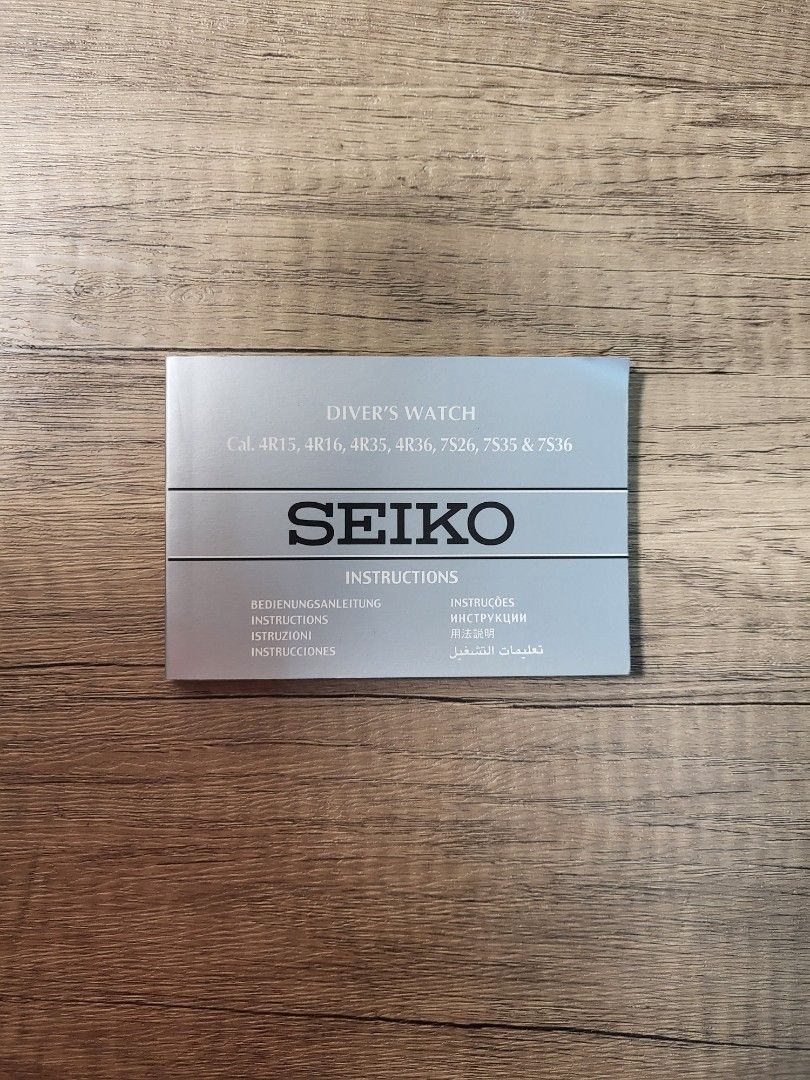 DIVER'S WATCH
Cal. 4R15, 4R16, 4R35, 4R36, 7S26, 7S35 & 7S36
SEIKO
INSTRUCTIONS
BEDIENUNGSANLEITUNG
INSTRUCTIONS
ISTRUZIONI
INSTRUCCIONES
INSTRUÇÕES
ИНСТРУКЦИИ
用法說明
تعليمات التشغيل